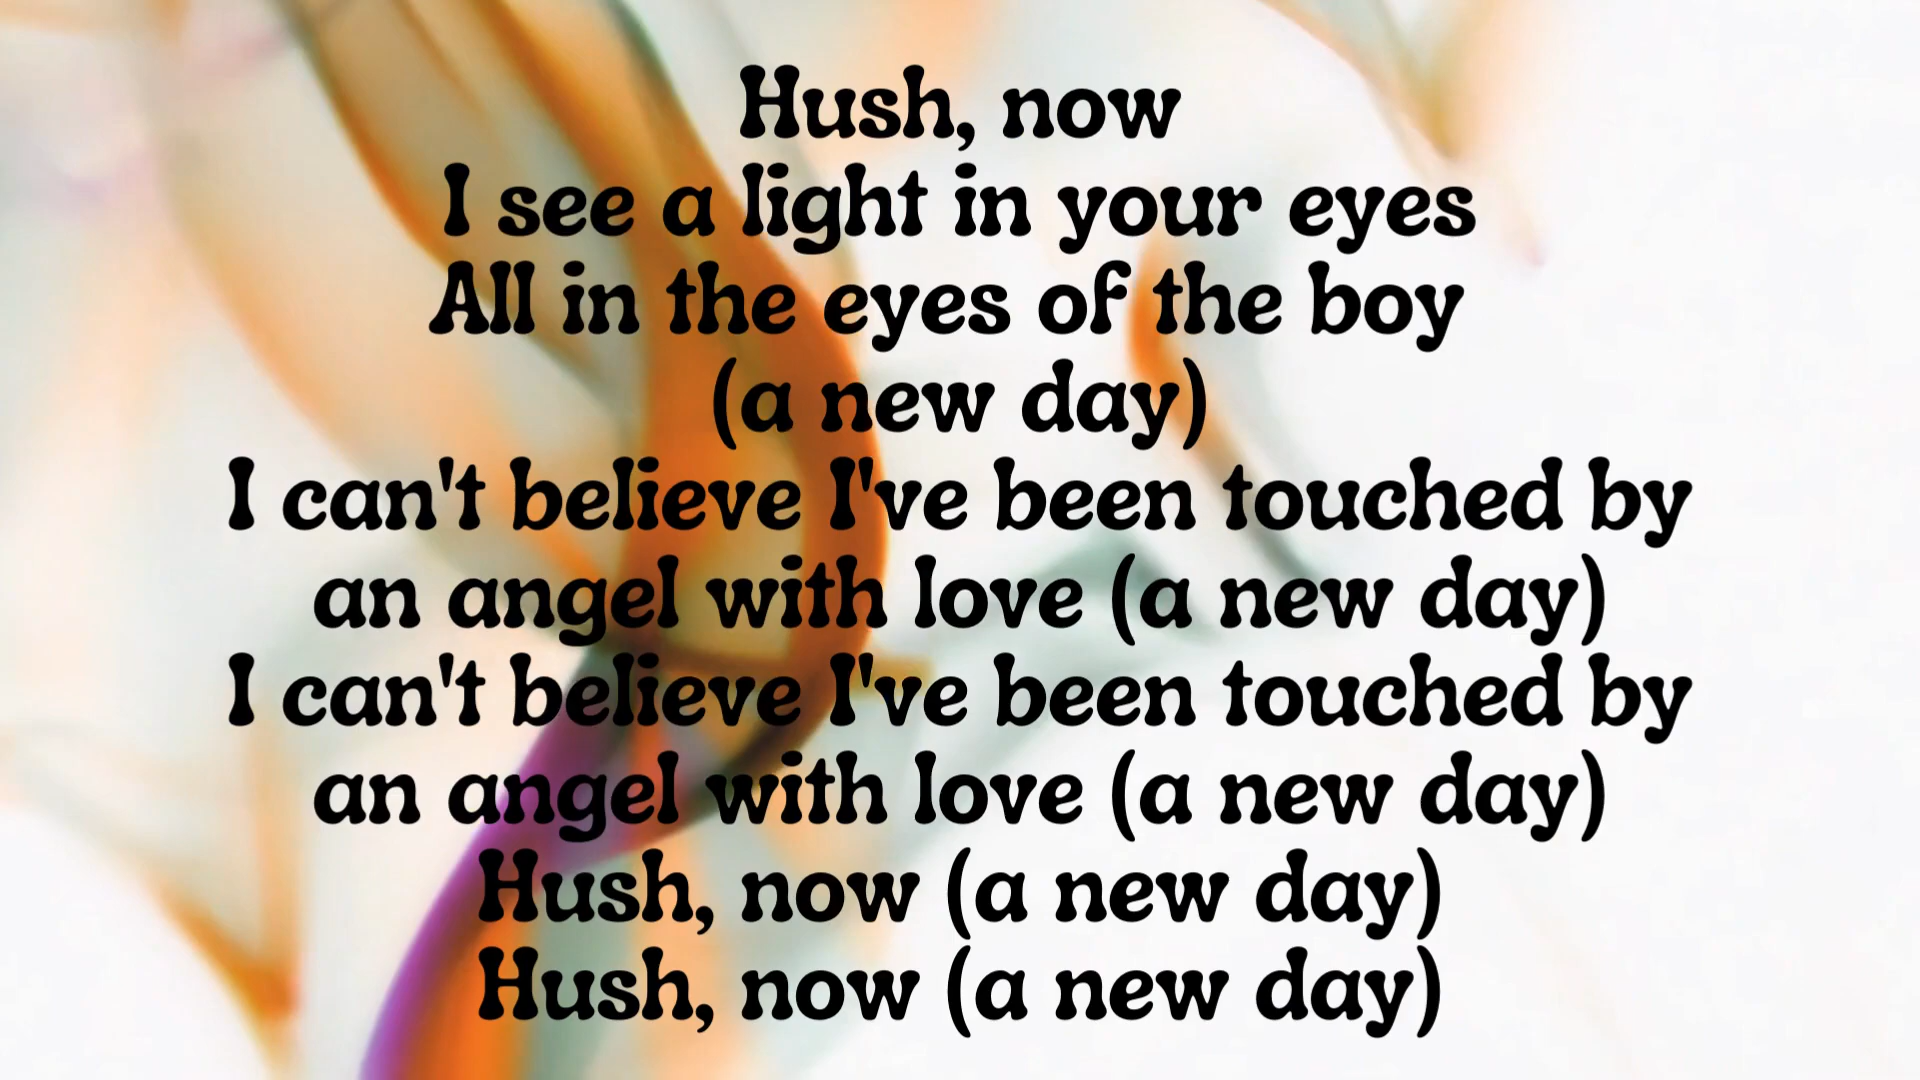 Hush, now
I see a light in your eyes
All in the eyes of the boy
(a new day)
I can't believe I've been touched by
an angel with love (a new day)
I can't believe I've been touched by
an angel with love (a new day)
Hush, now (a new day)
Hush, now (a new day)